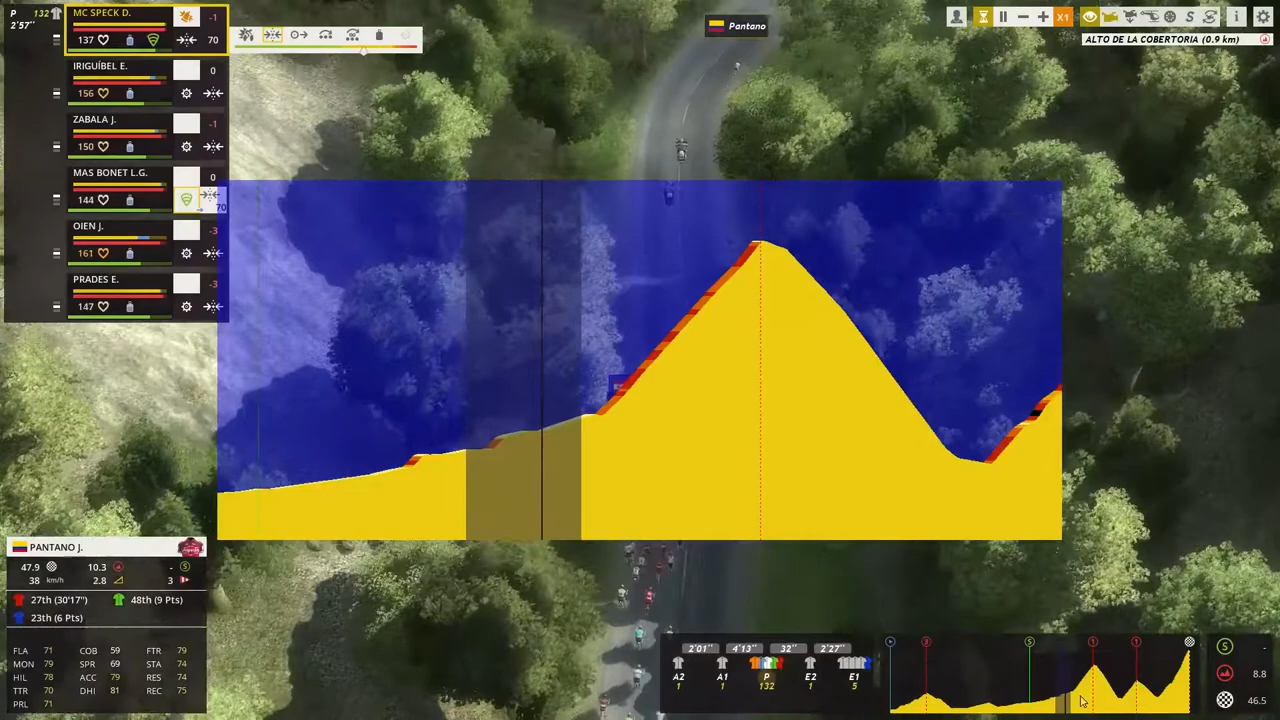 P 132
2'57''
MC SPECK D.
-1
137
70
IRIGUÍBEL E.
0
156
ZABALA J.
-1
150
MAS BONET L.G.
0
144
70
OIEN J.
-3
161
PRADES E.
-3
147
Pantano
X1
S
i
ALTO DE LA COBERTORIA (0.9 km)
PANTANO J.
47.9 10.3 - S
38 km/h 2.8 3
27th (30'17'') 48th (9 Pts)
23th (6 Pts)
FLA 71 COB 59 FTR 79
MON 79 SPR 69 STA 74
HIL 78 ACC 79 RES 74
TTR 70 DHI 81 REC 75
PRL 71
2'01'' 4'13'' 32'' 2'27''
A2 A1 P E2 E1
1 1 132 1 5
3 S 1 1
S -
8.8
46.5